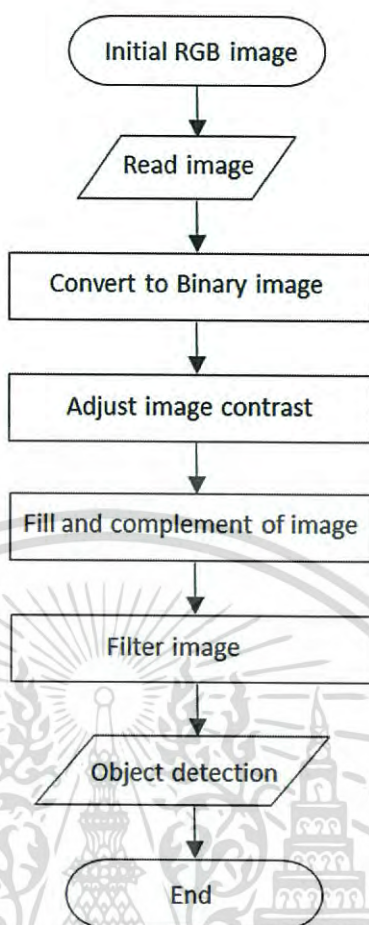 Initial RGB image
Read image
Convert to Binary image
Adjust image contrast
Fill and complement of image
Filter image
Object detection
End